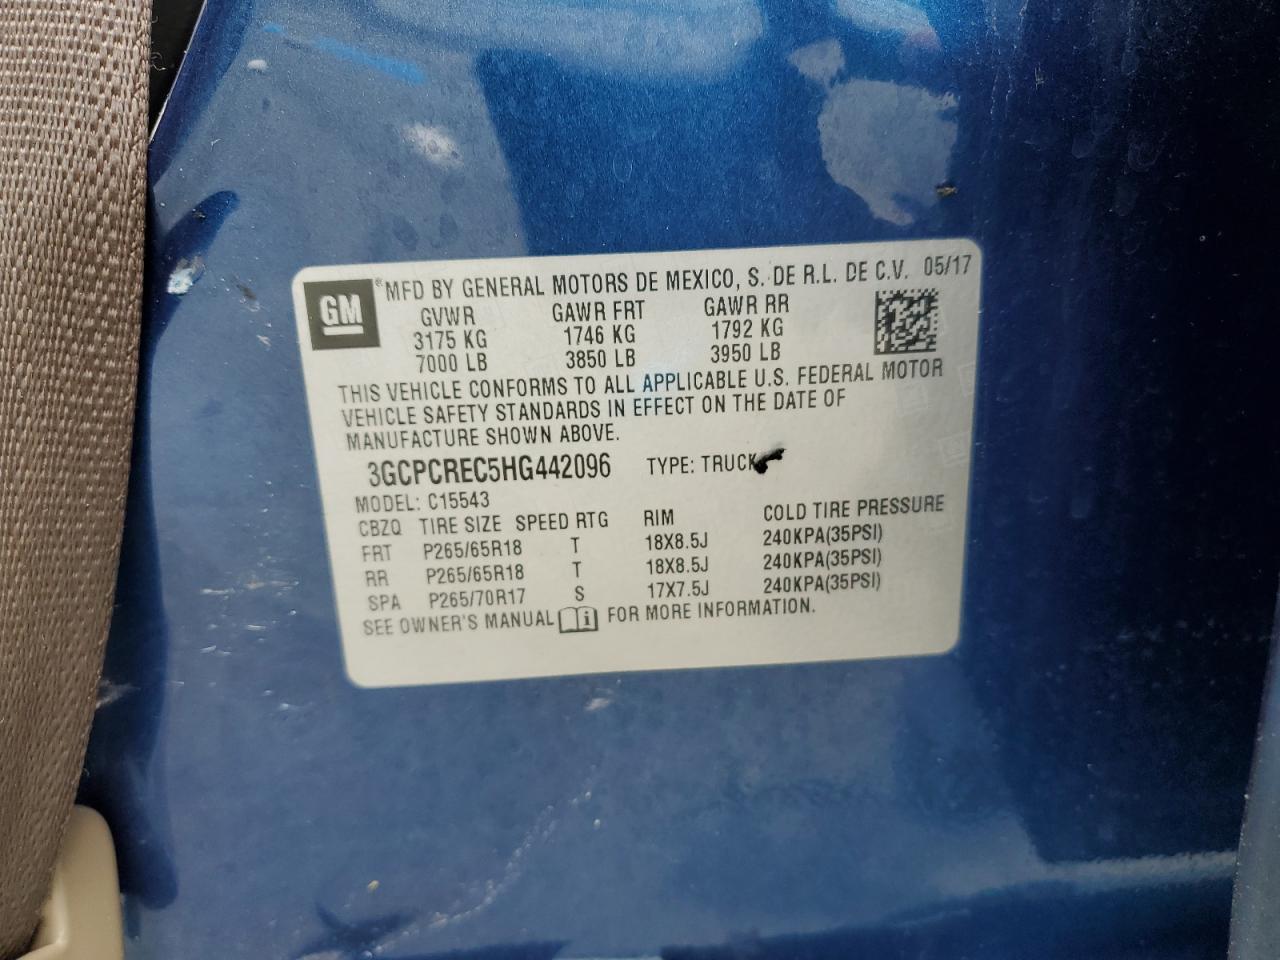 GM ® MFD BY GENERAL MOTORS DE MEXICO, S. DE R.L. DE C.V. 05/17
GVWR GAWR FRT GAWR RR
3175 KG 1746 KG 1792 KG
7000 LB 3850 LB 3950 LB
THIS VEHICLE CONFORMS TO ALL APPLICABLE U.S. FEDERAL MOTOR
VEHICLE SAFETY STANDARDS IN EFFECT ON THE DATE OF
MANUFACTURE SHOWN ABOVE.
3GCPCREC5HG442096 TYPE: TRUCK
MODEL: C15543
CBZQ TIRE SIZE SPEED RTG RIM COLD TIRE PRESSURE
FRT P265/65R18 T 18X8.5J 240KPA(35PSI)
RR P265/65R18 T 18X8.5J 240KPA(35PSI)
SPA P265/70R17 S 17X7.5J 240KPA(35PSI)
SEE OWNER'S MANUAL FOR MORE INFORMATION.